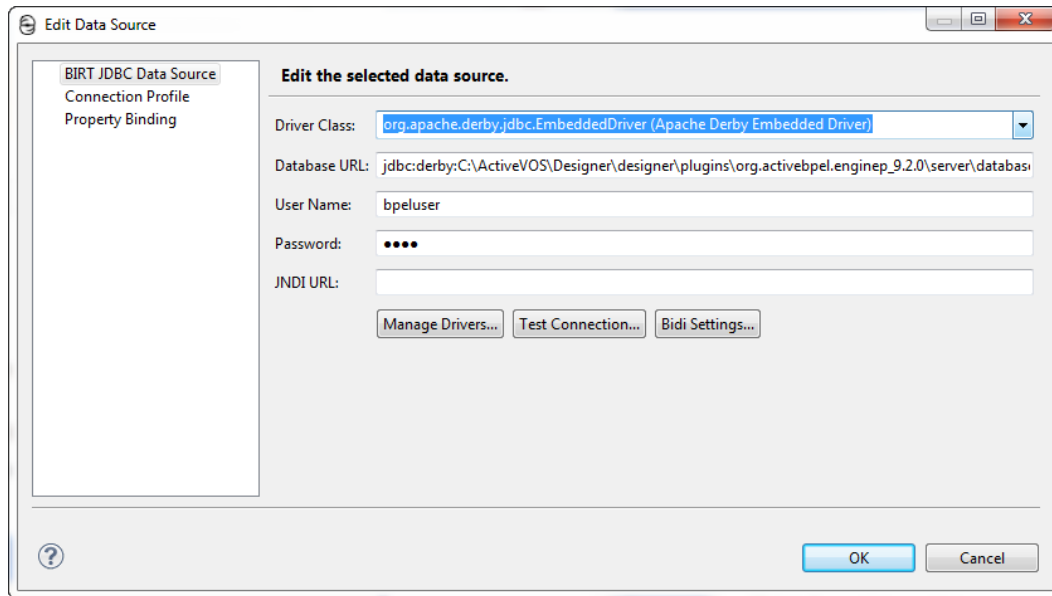 Edit Data Source
BIRT JDBC Data Source
Connection Profile
Property Binding
Edit the selected data source.
Driver Class: org.apache.derby.jdbc.EmbeddedDriver (Apache Derby Embedded Driver)
Database URL: jdbc:derby:C:\ActiveVOS\Designer\designer\plugins\org.activebpel.enginep_9.2.0\server\databas
User Name: bpeluser
Password: ●●●●
JNDI URL:
Manage Drivers... Test Connection... Bidi Settings...
OK Cancel